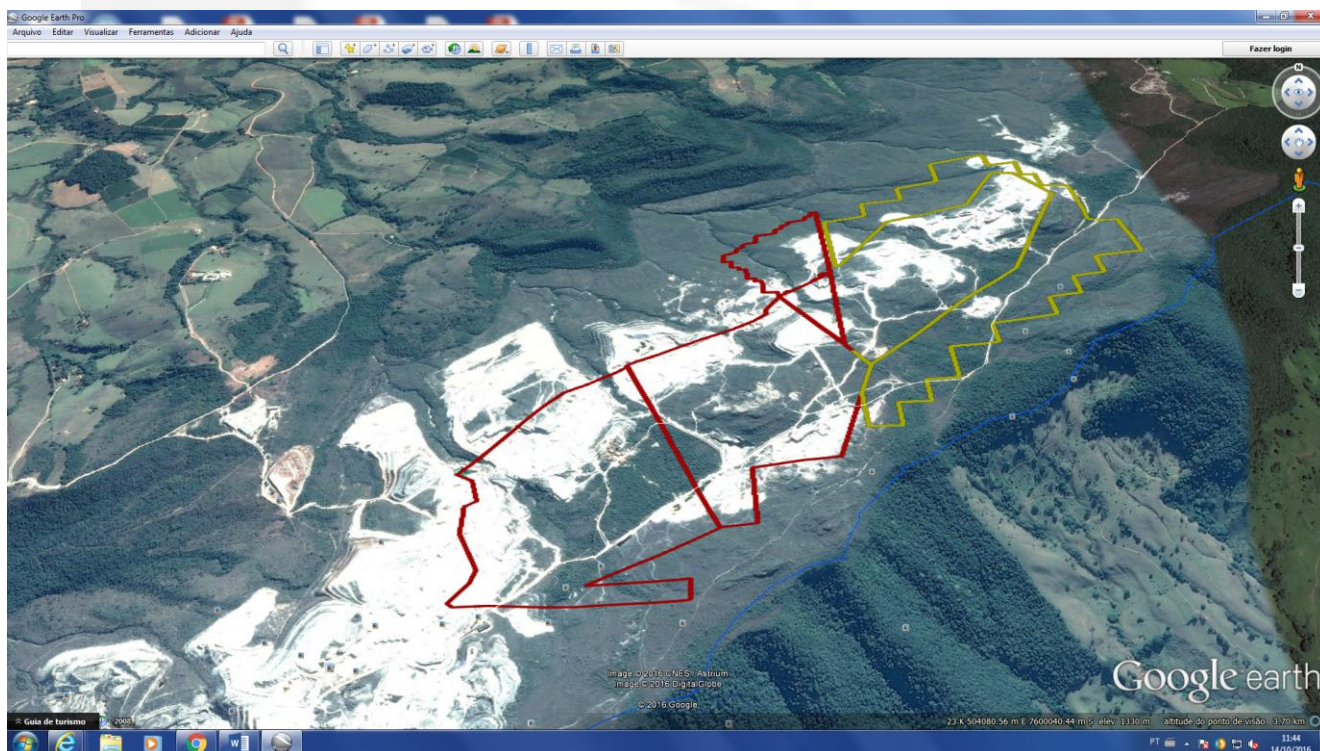 Google Earth Pro
Arquivo Editar Visualizar Ferramentas Adicionar Ajuda
Fazer login
N
Image © 2016 CNES / Astrium
Image © 2016 DigitalGlobe
© 2016 Google
Google earth
Guia de turismo 2008
23 K 504080.56 m E 7600040.44 m S elev 1330 m altitude do ponto de visão 3.70 km
PT 11:44
14/10/2016